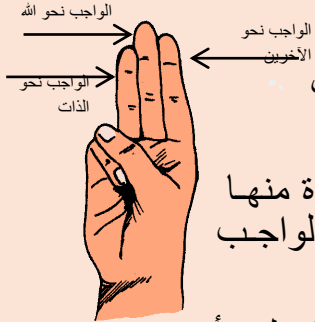 الواجب نحو الله
الواجب نحو
الآخرين
الواجب نحو
الذات
ة منها
لواجب